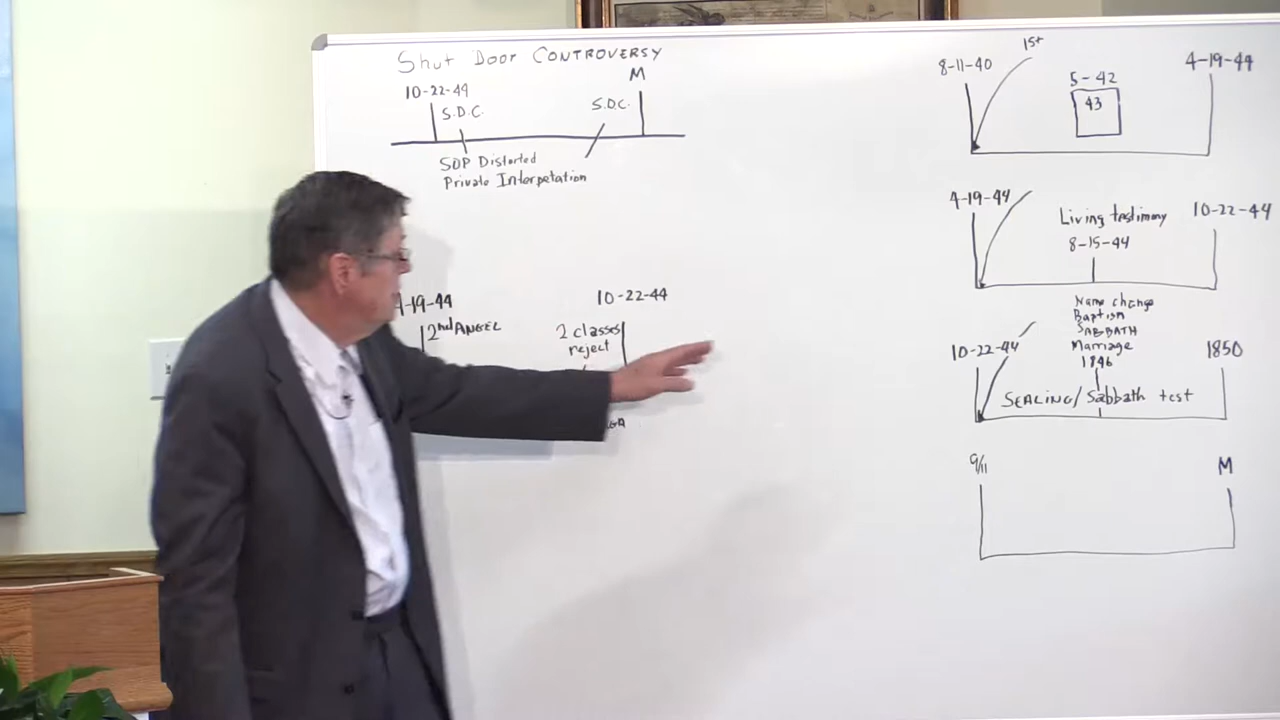 Shut Door CONTROVERSY
10-22-44
S.D.C.
S.D.C.
M
SOP Distorted
Private Interpetation
4-19-44
2nd ANGEL
2 classes
reject
10-22-44
8-11-40
1st
5-42
43
4-19-44
4-19-44
Living testimony
8-15-44
10-22-44
10-22-44
Name change
Baptism
SABBATH
Marriage
1846
SEALING/Sabbath test
1850
9/11
M